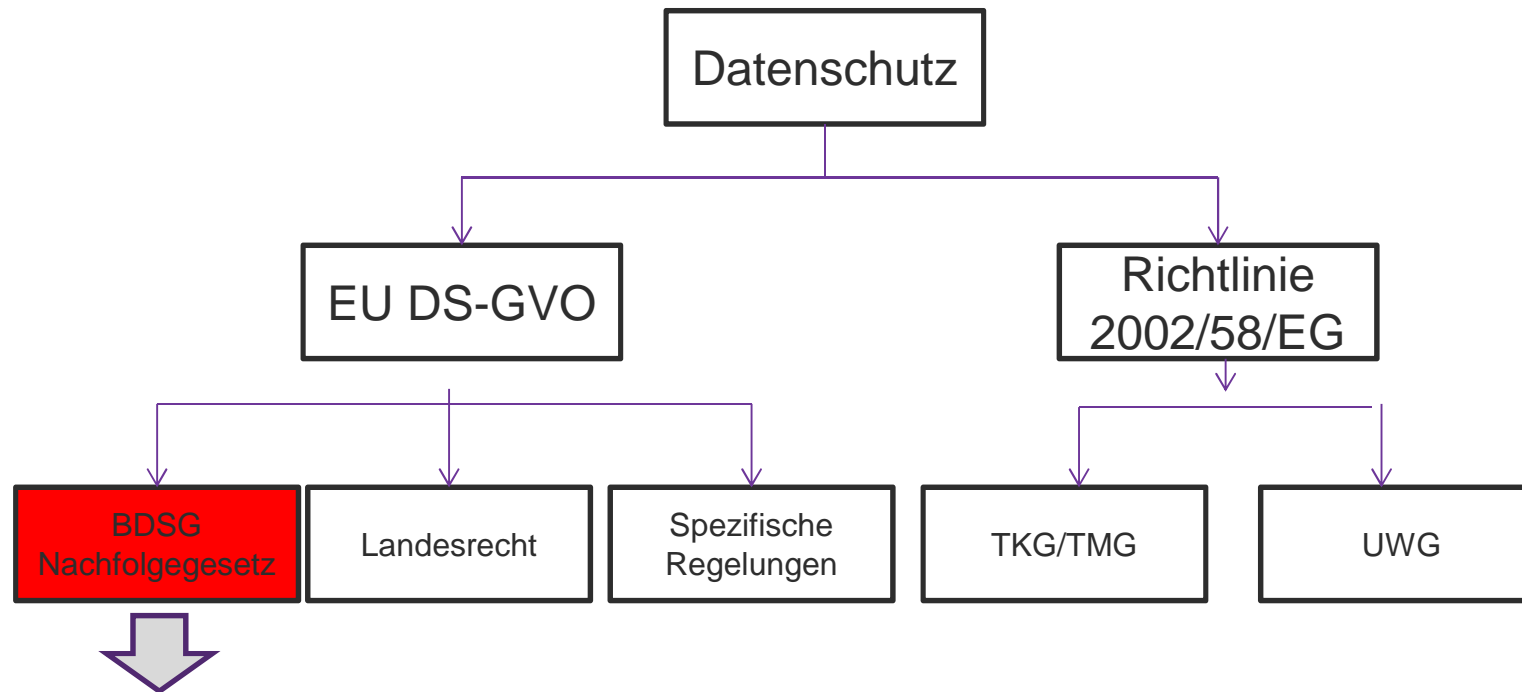 Datenschutz
EU DS-GVO
Richtlinie
2002/58/EG
BDSG
Nachfolgegesetz
Landesrecht
Spezifische
Regelungen
TKG/TMG
UWG